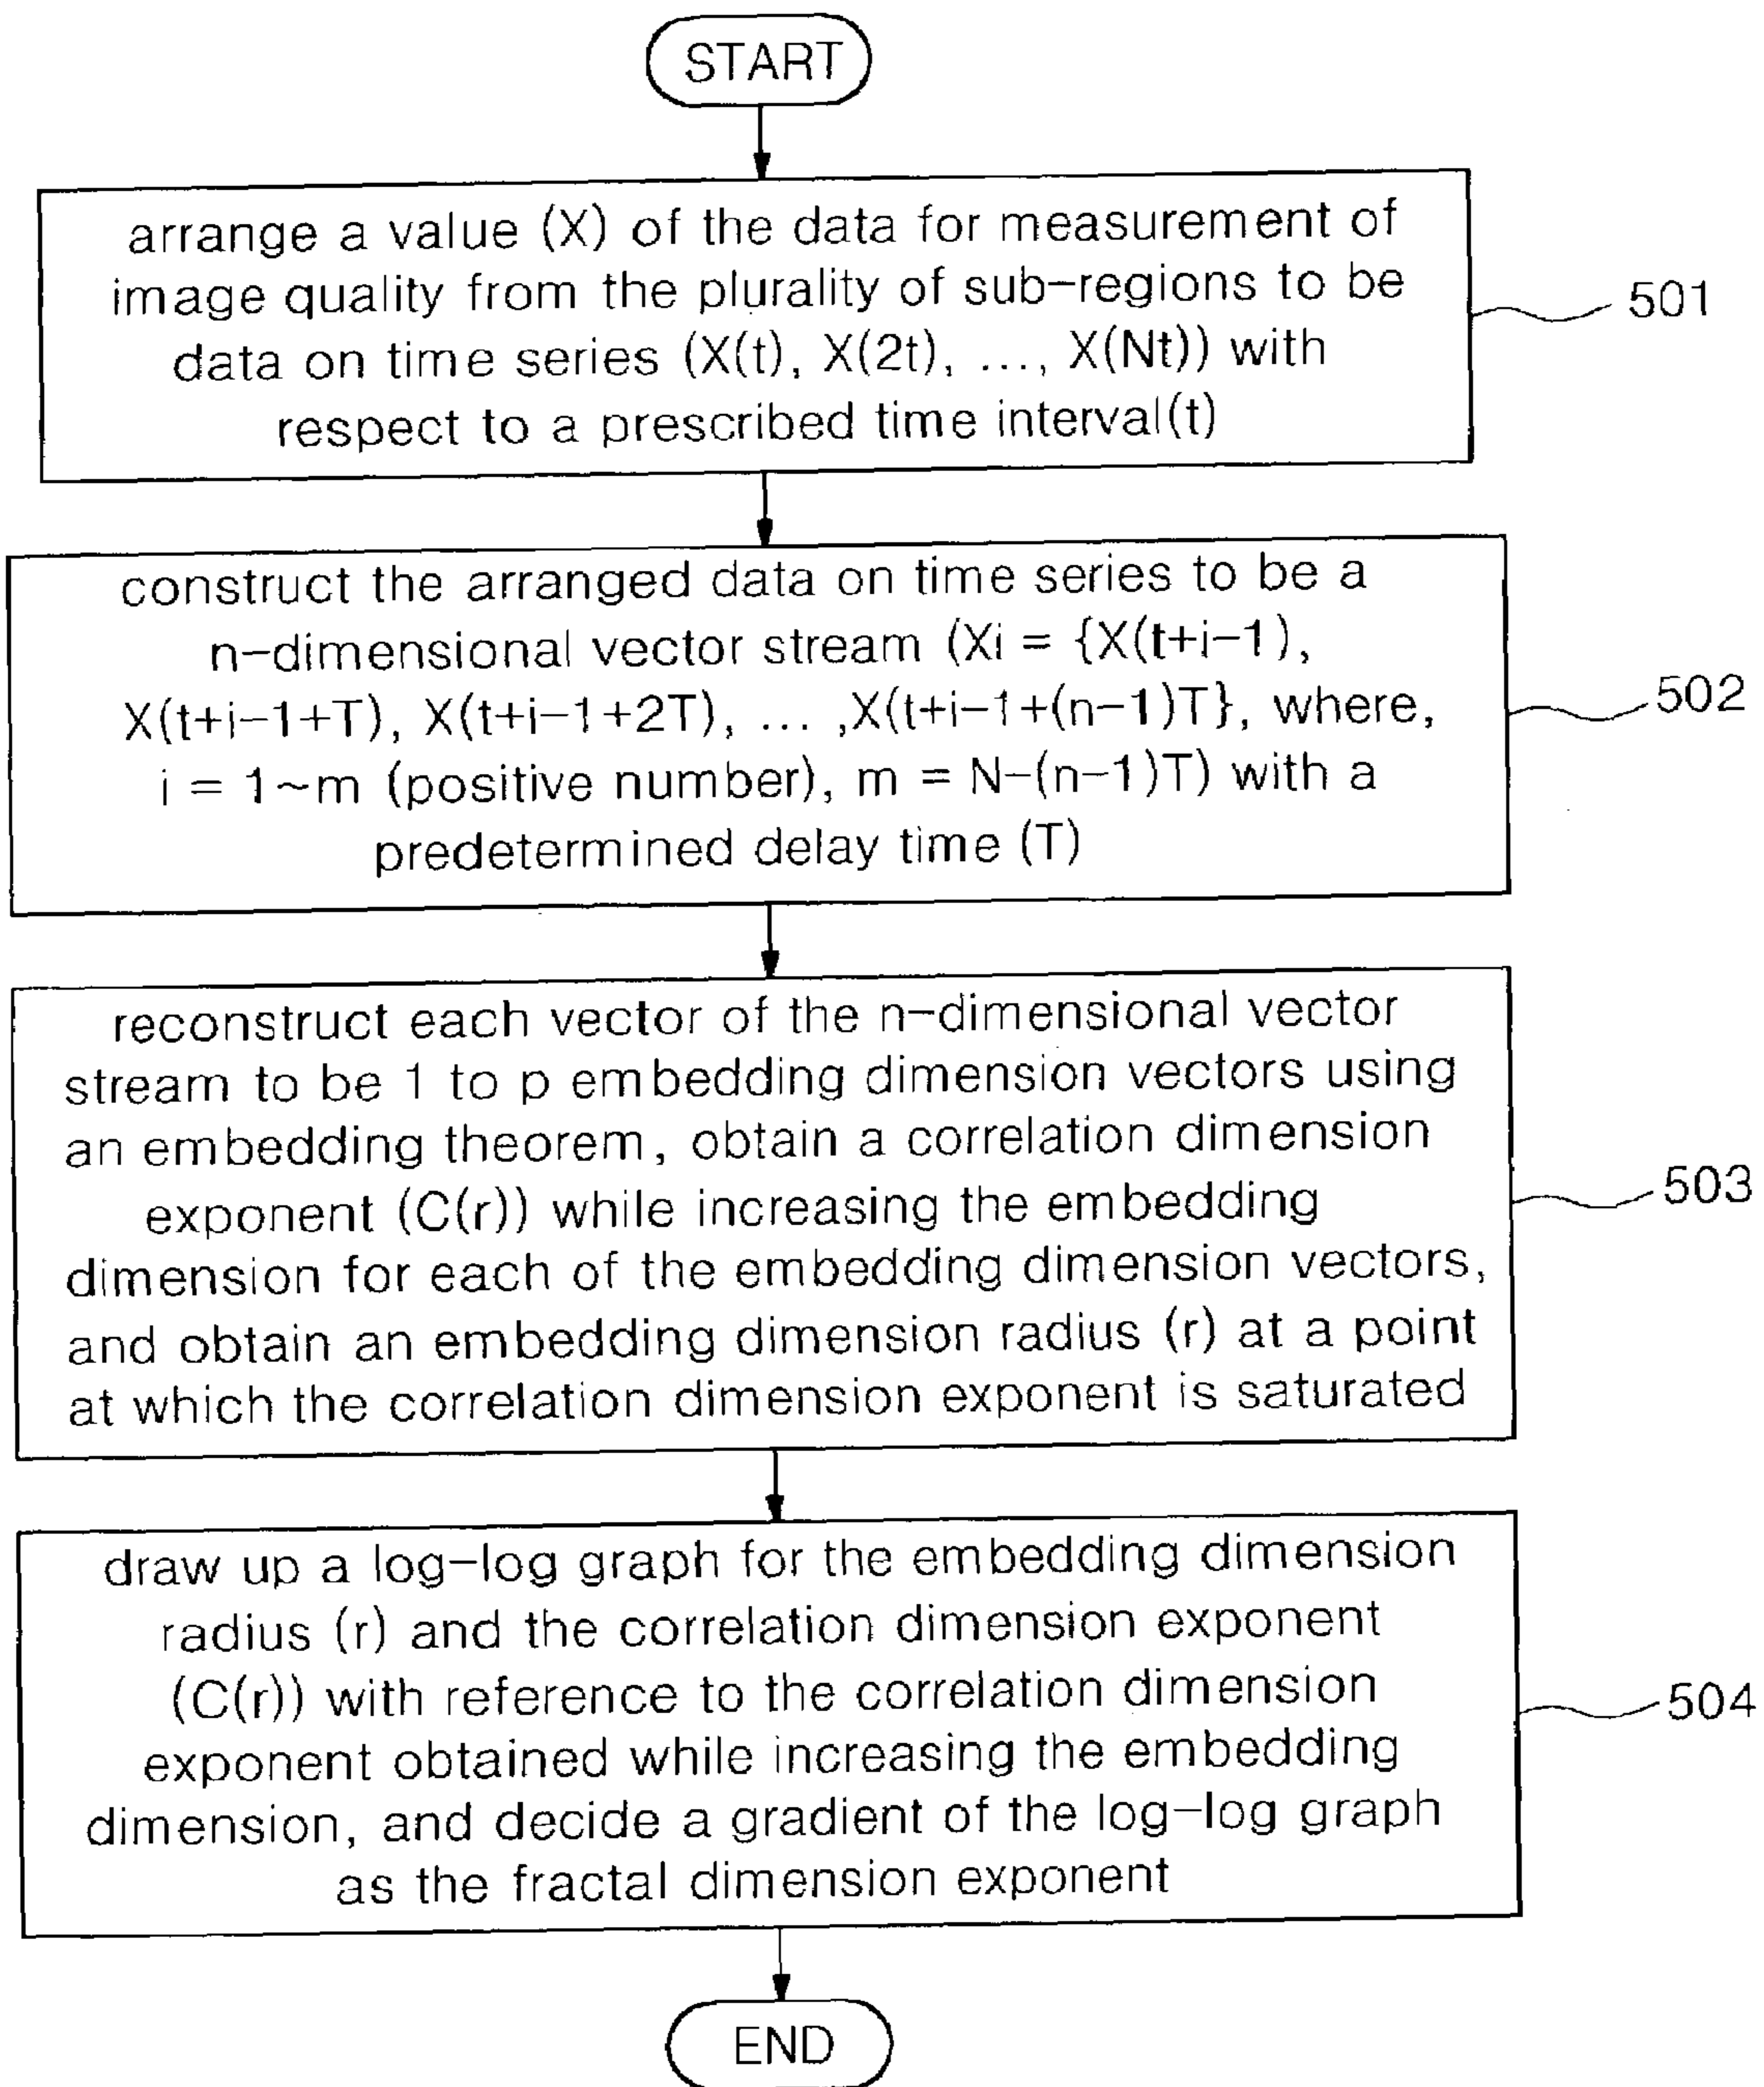 START
arrange a value (X) of the data for measurement of
image quality from the plurality of sub-regions to be
data on time series (X(t), X(2t), ..., X(Nt)) with
respect to a prescribed time interval(t)
501
construct the arranged data on time series to be a
n-dimensional vector stream (Xi = {X(t+i-1),
X(t+i-1+T), X(t+i-1+2T), ... ,X(t+i-1+(n-1)T}, where,
i = 1~m (positive number), m = N-(n-1)T) with a
predetermined delay time (T)
502
reconstruct each vector of the n-dimensional vector
stream to be 1 to p embedding dimension vectors using
an embedding theorem, obtain a correlation dimension
exponent (C(r)) while increasing the embedding
dimension for each of the embedding dimension vectors,
and obtain an embedding dimension radius (r) at a point
at which the correlation dimension exponent is saturated
503
draw up a log-log graph for the embedding dimension
radius (r) and the correlation dimension exponent
(C(r)) with reference to the correlation dimension
exponent obtained while increasing the embedding
dimension, and decide a gradient of the log-log graph
as the fractal dimension exponent
504
END